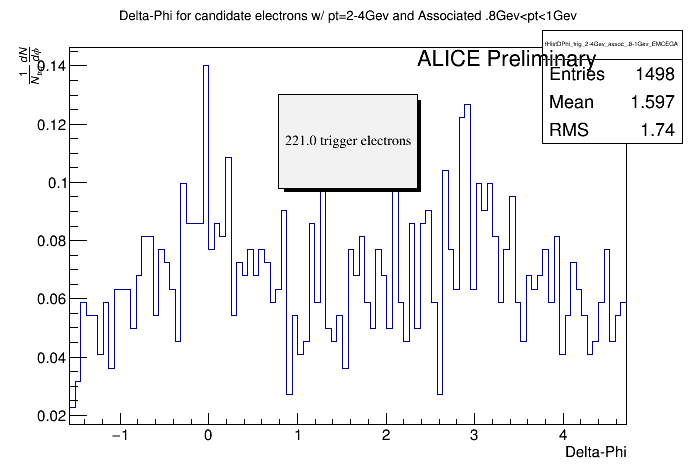 Delta-Phi for candidate electrons w/ pt=2-4Gev and Associated .8Gev<pt<1Gev
ALICE Preliminary
Entries 1498
Mean 1.597
RMS 1.74
221.0 trigger electrons
0.14
0.12
0.1
0.08
0.06
0.04
0.02
−1 0 1 2 3 4
Delta-Phi